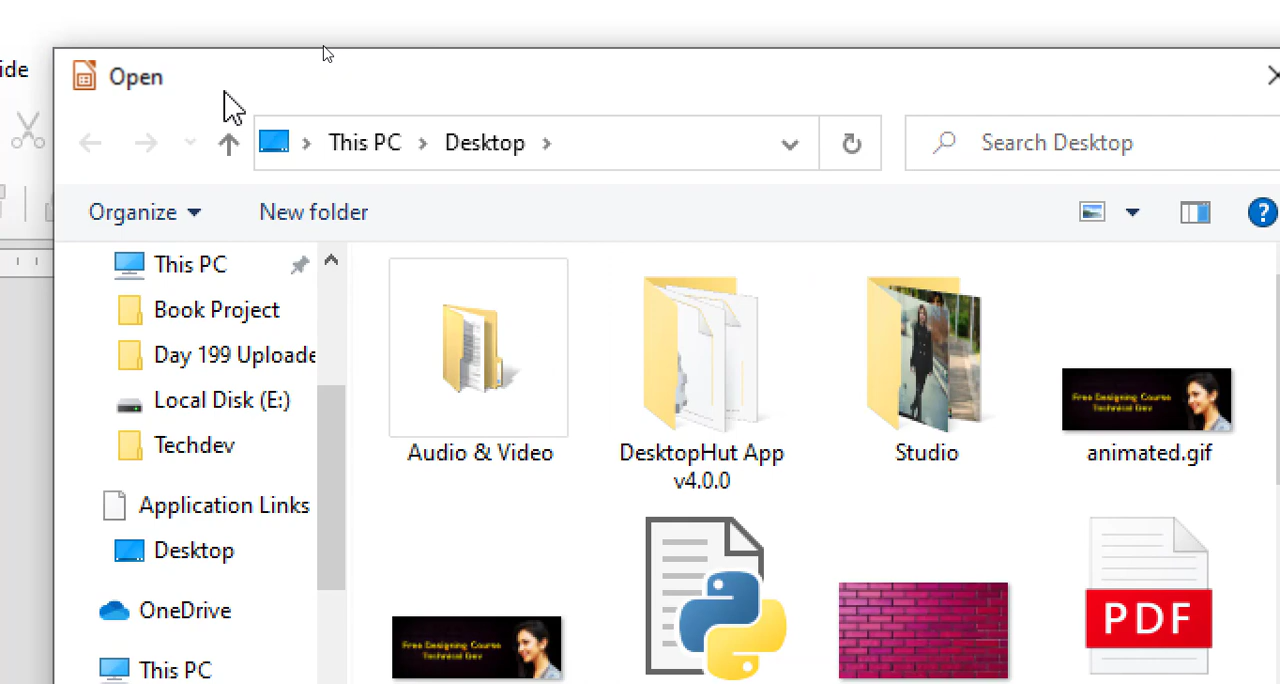 ide
Open
This PC
Desktop
Search Desktop
Organize
New folder
?
This PC
Book Project
Day 199 Uploade
Local Disk (E:)
Techdev
Application Links
Desktop
OneDrive
This PC
Audio & Video
DesktopHut App
v4.0.0
Studio
Free Designing Course
Technical Dev
animated.gif
Free Designing Course
Technical Dev
PDF